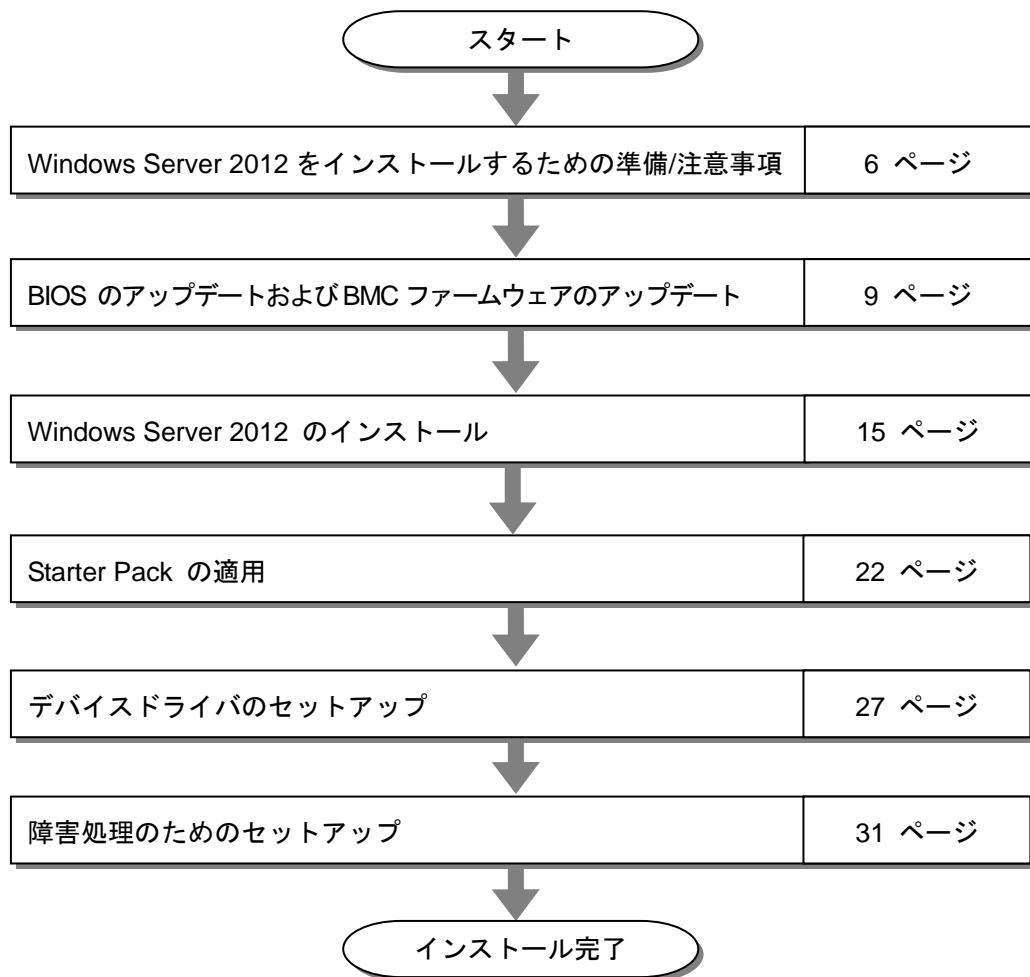 スタート
Windows Server 2012 をインストールするための準備/注意事項 6 ページ
BIOS のアップデートおよび BMC ファームウェアのアップデート 9 ページ
Windows Server 2012 のインストール 15 ページ
Starter Pack の適用 22 ページ
デバイスドライバのセットアップ 27 ページ
障害処理のためのセットアップ 31 ページ
インストール完了